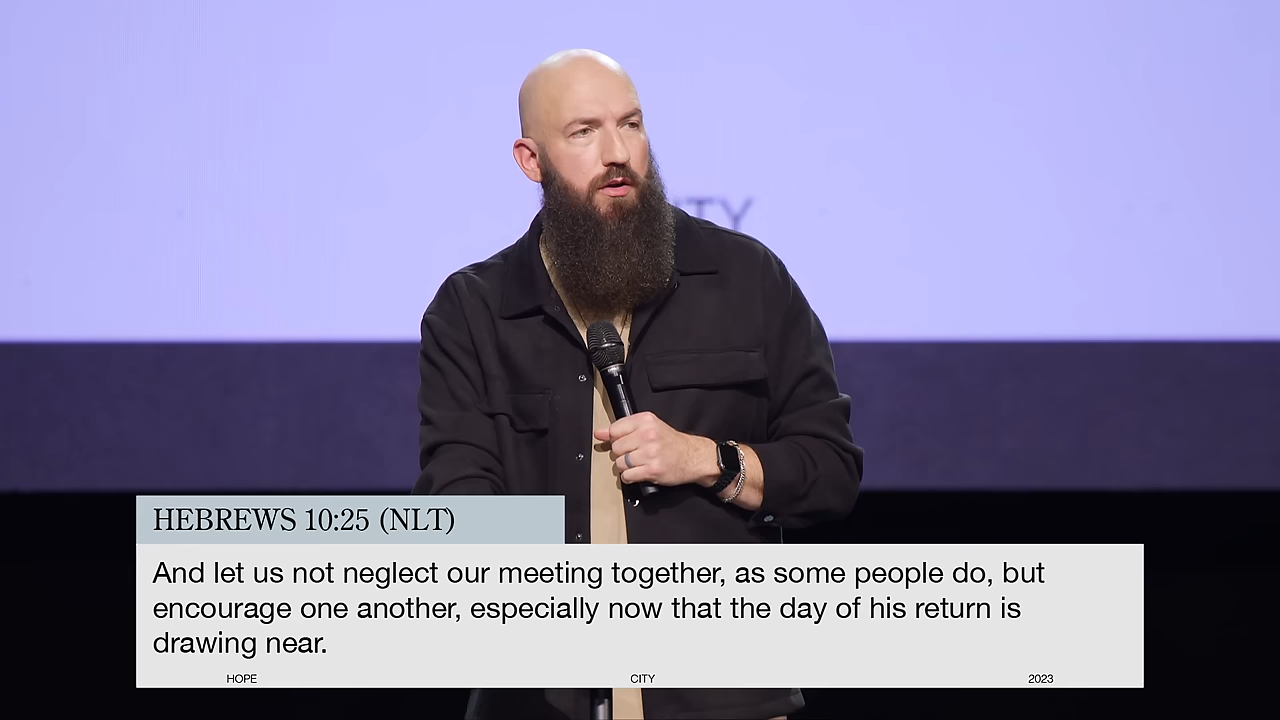 HEBREWS 10:25 (NLT)
And let us not neglect our meeting together, as some people do, but
encourage one another, especially now that the day of his return is
drawing near.
HOPE CITY 2023